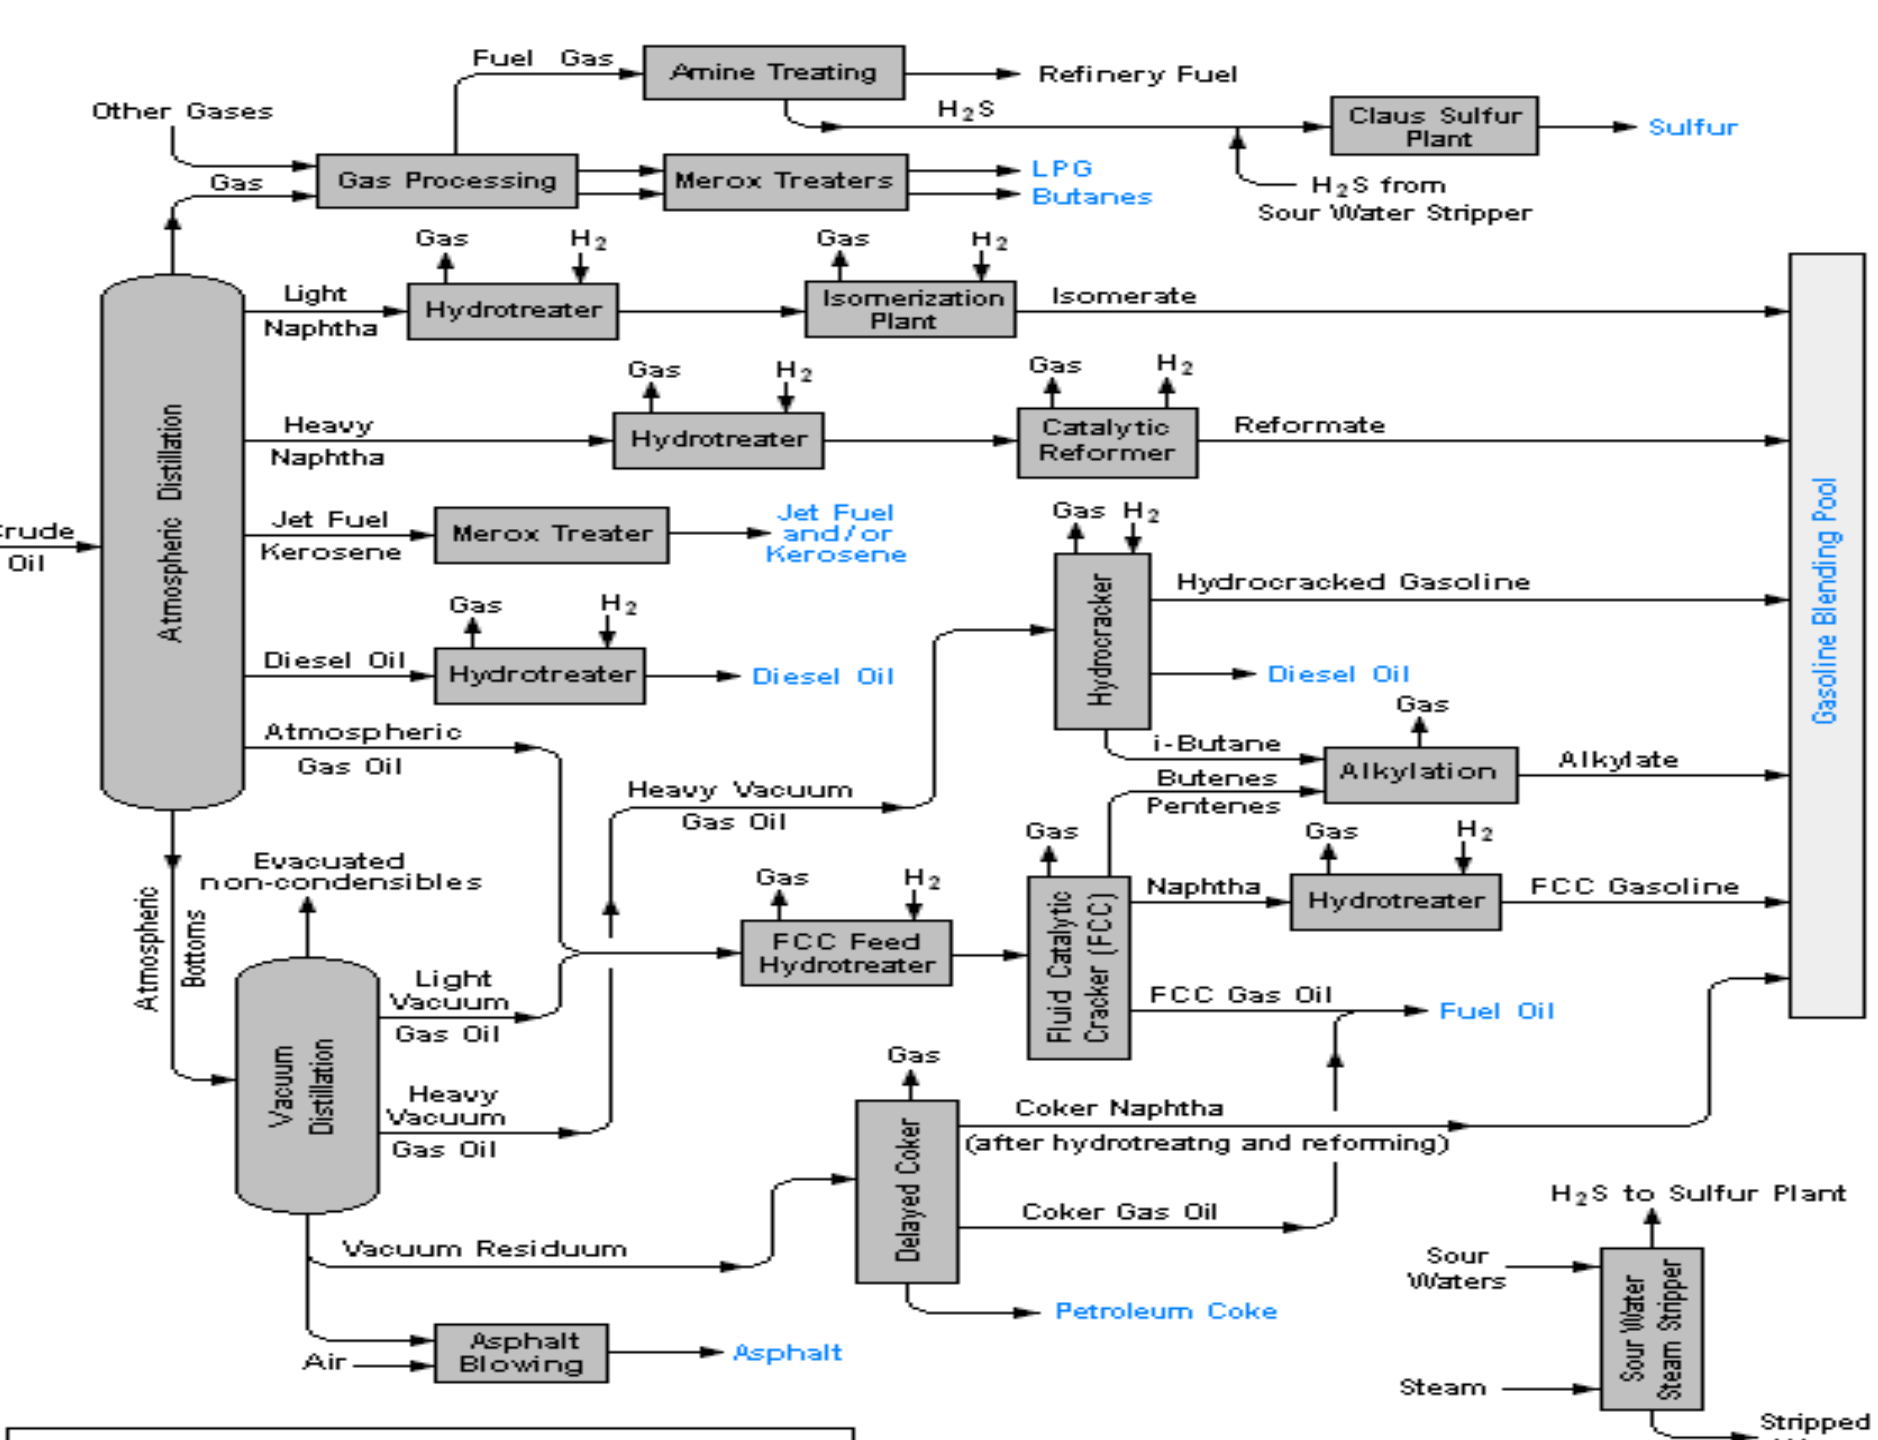 Fuel Gas
Amine Treating
Refinery Fuel
Other Gases
H2S
Claus Sulfur
Plant
Sulfur
Gas
Gas Processing
Merox Treaters
LPG
Butanes
H2S from
Sour Water Stripper
Gas
H2
Gas
H2
Light
Naphtha
Hydrotreater
Isomerization
Plant
Isomerate
Gas
H2
Gas
H2
Heavy
Naphtha
Hydrotreater
Catalytic
Reformer
Reformate
Atmospheric Distillation
Gasoline Blending Pool
Crude
Oil
Jet Fuel
Kerosene
Merox Treater
Jet Fuel
and/or
Kerosene
Gas
H2
Hydrocracker
Hydrocracked Gasoline
Diesel Oil
Gas
H2
Diesel Oil
Hydrotreater
Diesel Oil
Atmospheric
Gas Oil
Gas
i-Butane
Butenes
Pentenes
Alkylation
Alkylate
Heavy Vacuum
Gas Oil
Evacuated
non-condensibles
Atmospheric
Bottoms
Gas
H2
FCC Feed
Hydrotreater
Gas
Fluid Catalytic
Cracker (FCC)
Naphtha
Gas
H2
Hydrotreater
FCC Gasoline
FCC Gas Oil
Fuel Oil
Light
Vacuum
Gas Oil
Vacuum
Distillation
Heavy
Vacuum
Gas Oil
Gas
Delayed Coker
Coker Naphtha
(after hydrotreatng and reforming)
Coker Gas Oil
Petroleum Coke
Vacuum Residuum
Asphalt
Blowing
Air
Asphalt
H2S to Sulfur Plant
Sour
Waters
Sour Water
Steam Stripper
Steam
Stripped